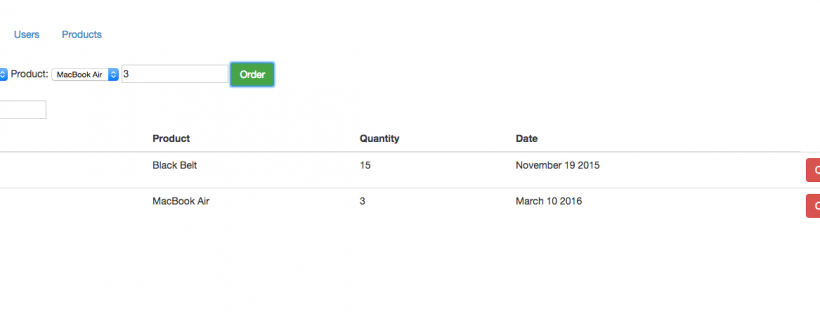 Users Products
Product: MacBook Air 3 Order
Product Quantity Date
Black Belt 15 November 19 2015
MacBook Air 3 March 10 2016